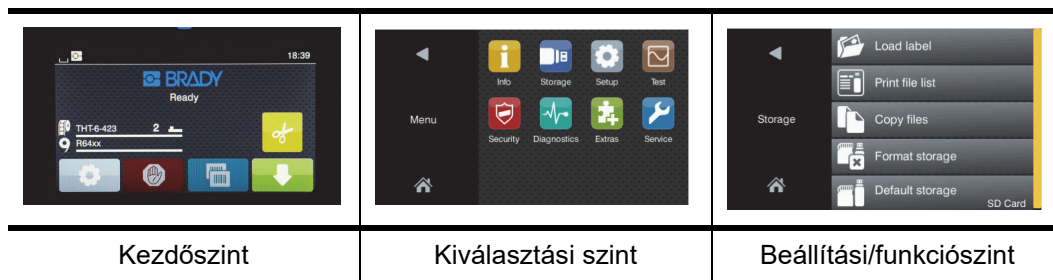 18:39
BRADY
Ready
THT-6-423 2
R64xx
Menu
Info Storage Setup Test
Security Diagnostics Extras Service
Storage
Load label
Print file list
Copy files
Format storage
Default storage
SD Card
Kezdőszint
Kiválasztási szint
Beállítási/funkciószint